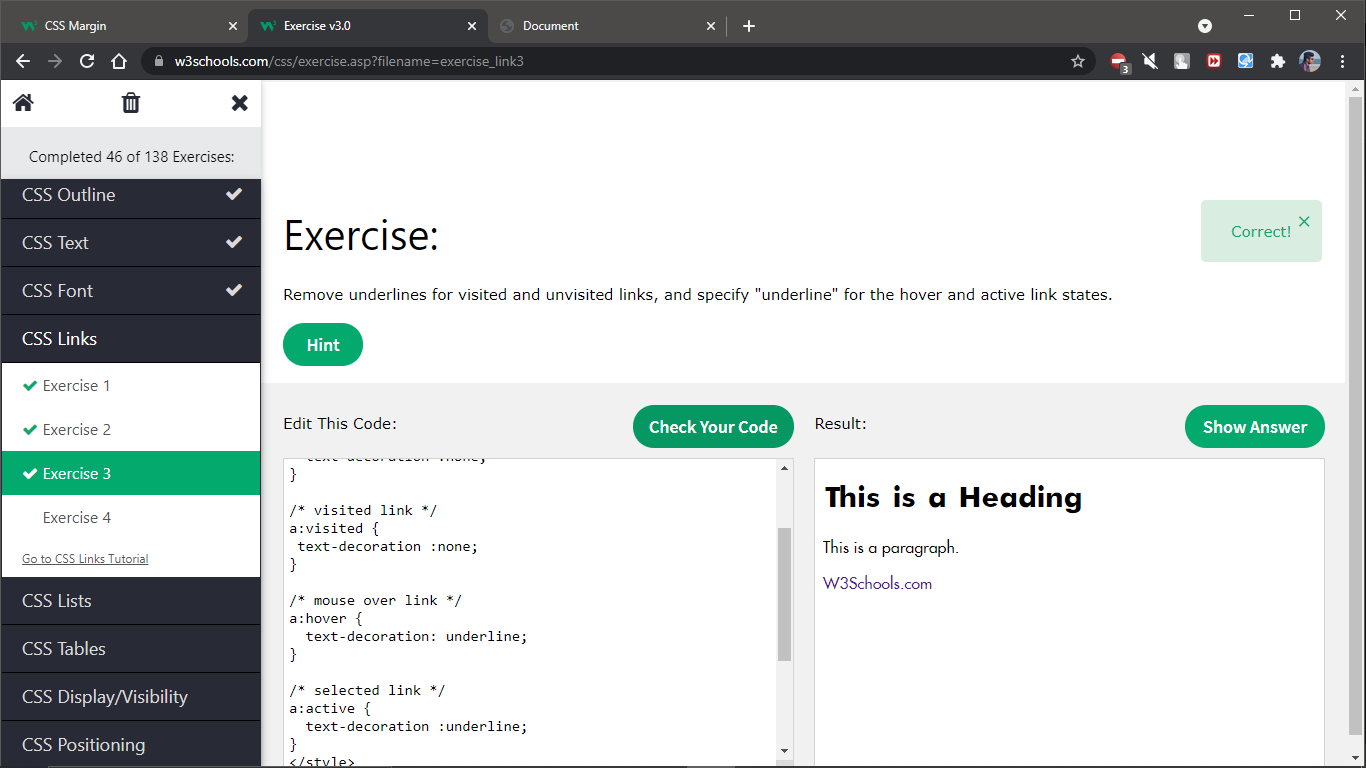 CSS Margin
Exercise v3.0
Document
w3schools.com/css/exercise.asp?filename=exercise_link3
3
Completed 46 of 138 Exercises:
CSS Outline
CSS Text
CSS Font
CSS Links
Exercise 1
Exercise 2
Exercise 3
Exercise 4
Go to CSS Links Tutorial
CSS Lists
CSS Tables
CSS Display/Visibility
CSS Positioning
Exercise:
Correct!
Remove underlines for visited and unvisited links, and specify "underline" for the hover and active link states.
Hint
Edit This Code:
Check Your Code
text-decoration :none;
}
/* visited link */
a:visited {
text-decoration :none;
}
/* mouse over link */
a:hover {
text-decoration: underline;
}
/* selected link */
a:active {
text-decoration :underline;
}
</style>
Result:
Show Answer
This is a Heading
This is a paragraph.
W3Schools.com